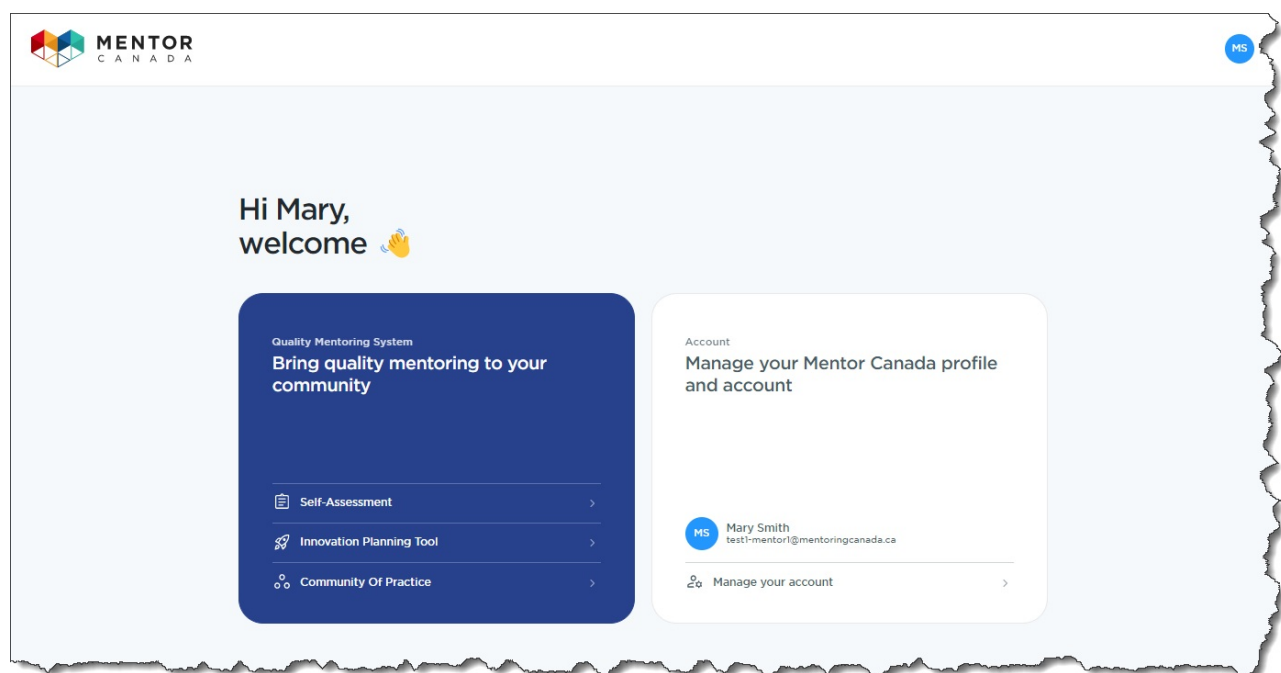 MENTOR
CANADA
MS
Hi Mary,
welcome 👋
Quality Mentoring System
Bring quality mentoring to your
community
Self-Assessment
Innovation Planning Tool
Community Of Practice
Account
Manage your Mentor Canada profile
and account
MS
Mary Smith
test1-mentor1@mentoringcanada.ca
Manage your account